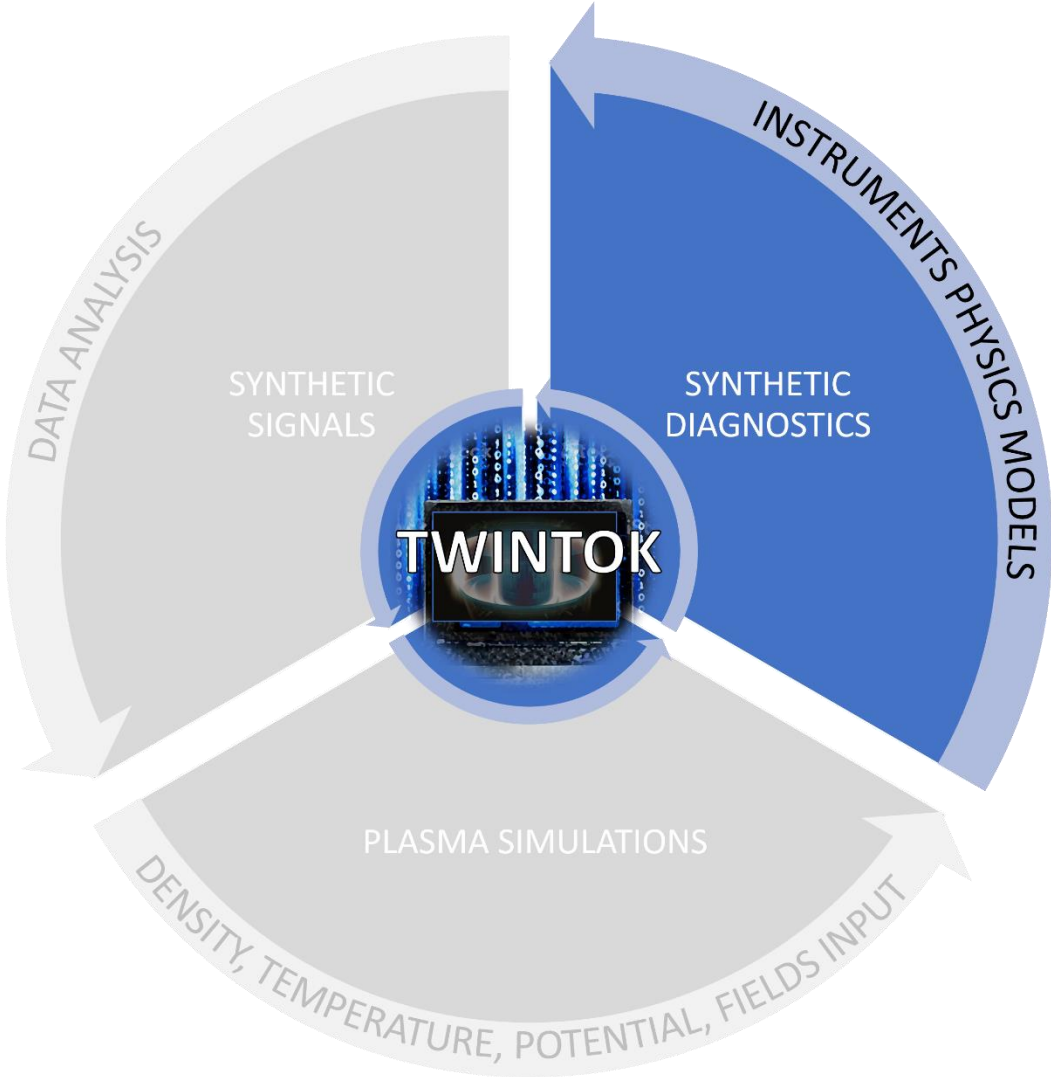 INSTRUMENTS PHYSICS MODELS
DATA ANALYSIS
SYNTHETIC
SIGNALS
SYNTHETIC
DIAGNOSTICS
TWINTOK
PLASMA SIMULATIONS
DENSITY, TEMPERATURE, POTENTIAL, FIELDS INPUT